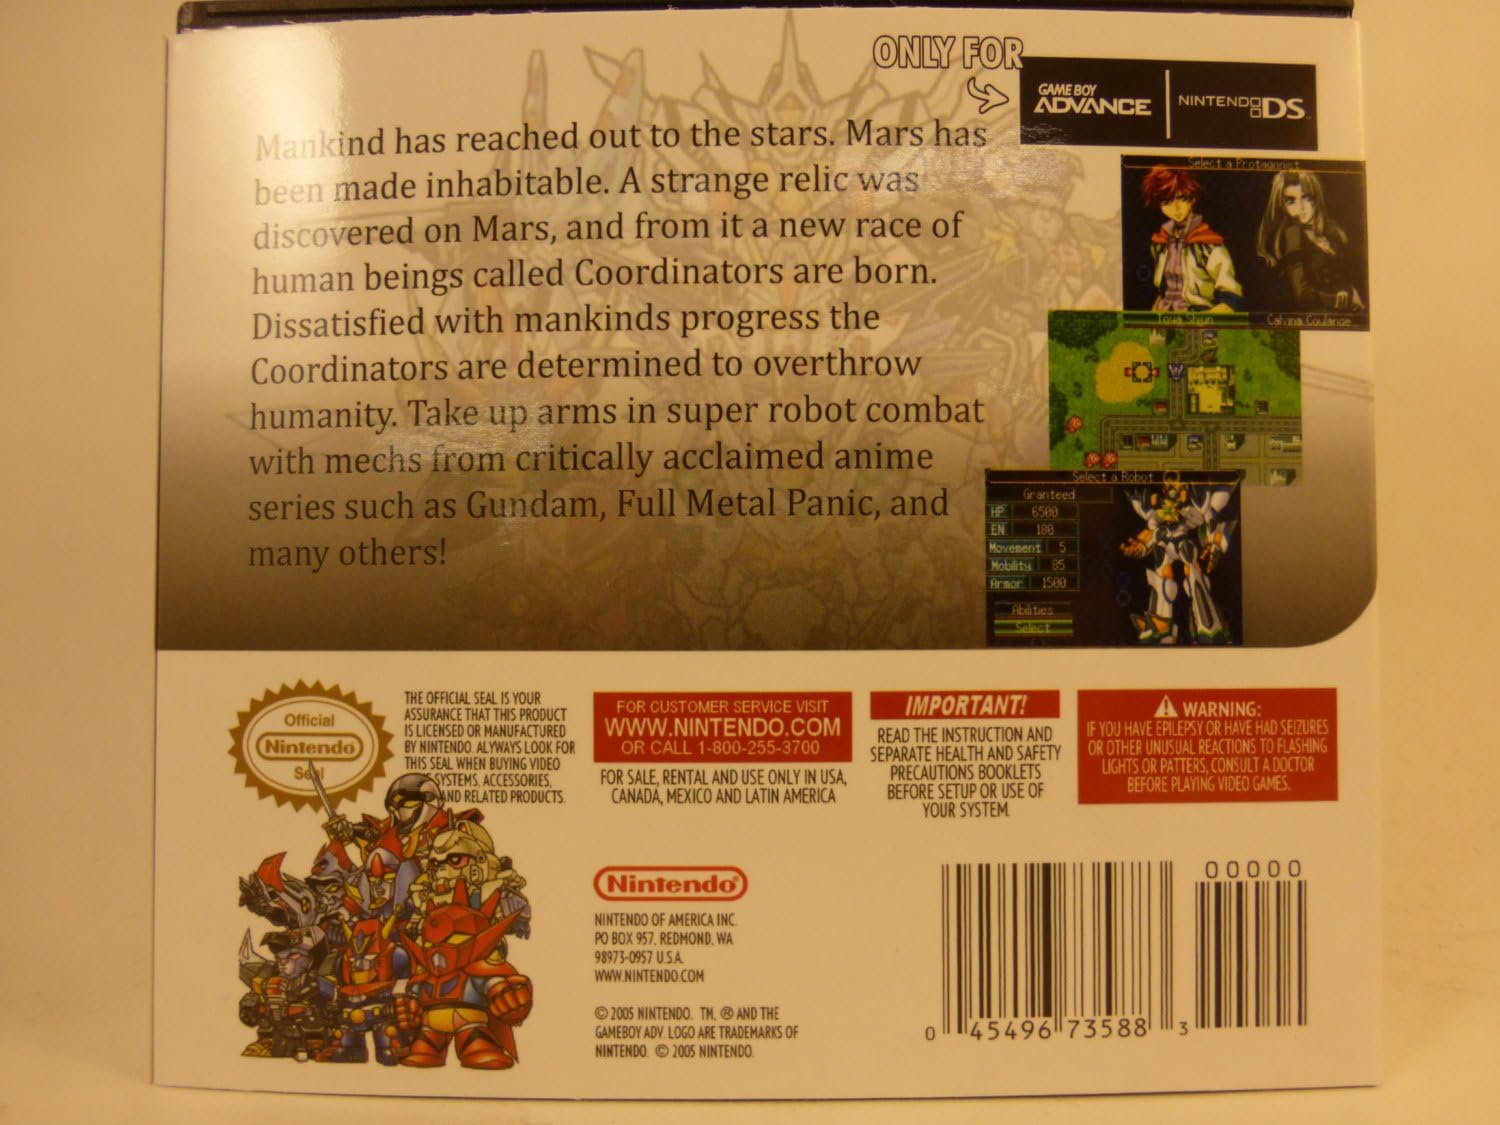 ONLY FOR
GAME BOY ADVANCE
NINTENDO DS
Mankind has reached out to the stars. Mars has
been made inhabitable. A strange relic was
discovered on Mars, and from it a new race of
human beings called Coordinators are born.
Dissatisfied with mankinds progress the
Coordinators are determined to overthrow
humanity. Take up arms in super robot combat
with mechs from critically acclaimed anime
series such as Gundam, Full Metal Panic, and
many others!
Select a Protagonist
Touya Shiun
Calvina Coulange
Select a Robot
Granteed
HP 6500
EN 180
Movement 5
Mobility 85
Armor 1500
Abilities
Select
Official
Nintendo
Seal
THE OFFICIAL SEAL IS YOUR
ASSURANCE THAT THIS PRODUCT
IS LICENSED OR MANUFACTURED
BY NINTENDO. ALYWAYS LOOK FOR
THIS SEAL WHEN BUYING VIDEO
SYSTEMS, ACCESSORIES,
AND RELATED PRODUCTS.
FOR CUSTOMER SERVICE VISIT
WWW.NINTENDO.COM
OR CALL 1-800-255-3700
FOR SALE, RENTAL AND USE ONLY IN USA,
CANADA, MEXICO AND LATIN AMERICA
IMPORTANT!
READ THE INSTRUCTION AND
SEPARATE HEALTH AND SAFETY
PRECAUTIONS BOOKLETS
BEFORE SETUP OR USE OF
YOUR SYSTEM.
WARNING:
IF YOU HAVE EPILEPSY OR HAVE HAD SEIZURES
OR OTHER UNUSUAL REACTIONS TO FLASHING
LIGHTS OR PATTERS, CONSULT A DOCTOR
BEFORE PLAYING VIDEO GAMES.
Nintendo®
NINTENDO OF AMERICA INC.
PO BOX 957, REDMOND, WA
98973-0957 U.S.A.
WWW.NINTENDO.COM
© 2005 NINTENDO. TM, ® AND THE
GAMEBOY ADV. LOGO ARE TRADEMARKS OF
NINTENDO. © 2005 NINTENDO.
00000
0 45496 73588 3